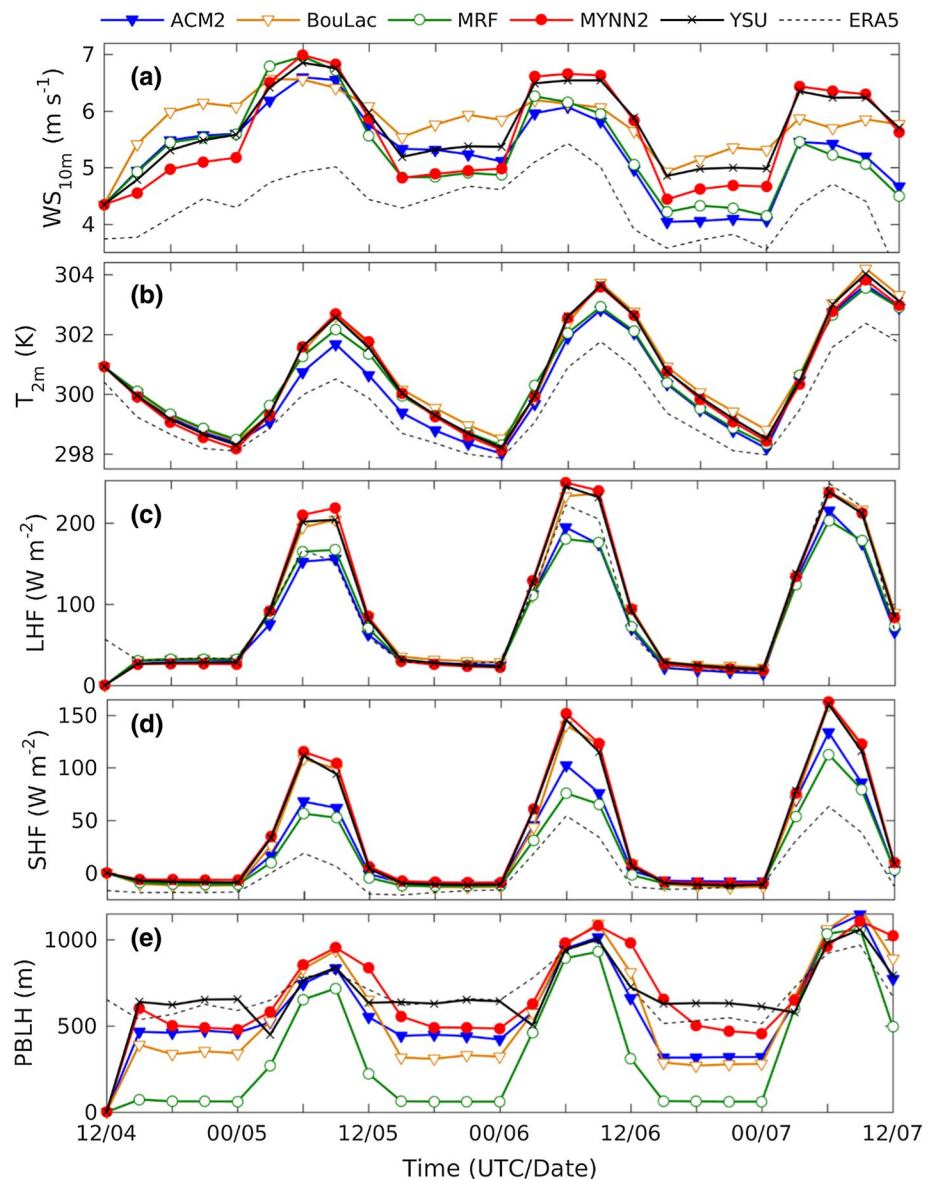 ACM2 BouLac MRF MYNN2 YSU ERA5
(a)
WS10m (m s-1)
7
6
5
4
(b)
T2m (K)
304
302
300
298
(c)
LHF (W m-2)
200
100
0
(d)
SHF (W m-2)
150
100
50
0
(e)
PBLH (m)
1000
500
0
12/04 00/05 12/05 00/06 12/06 00/07 12/07
Time (UTC/Date)